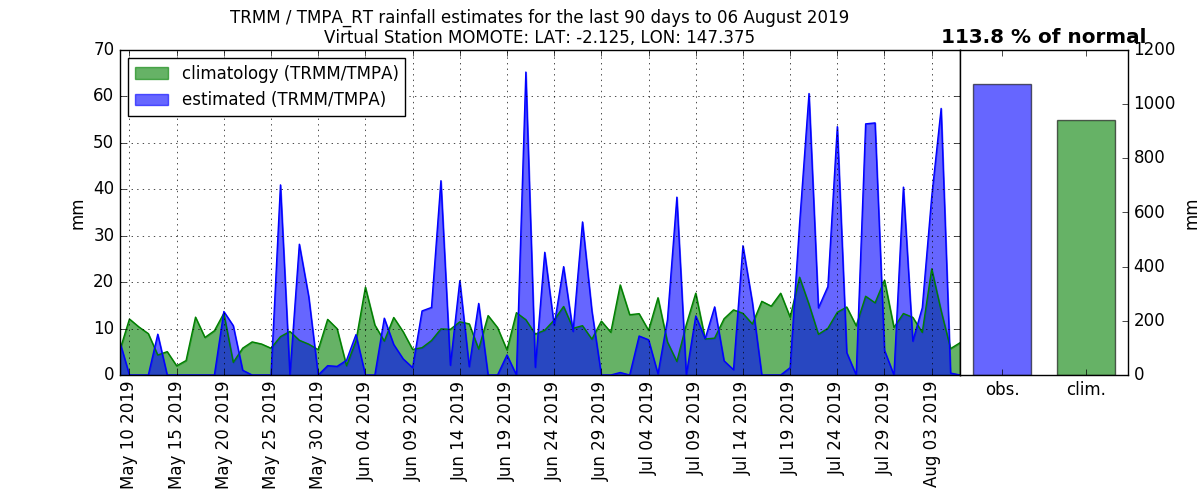 TRMM / TMPA_RT rainfall estimates for the last 90 days to 06 August 2019
Virtual Station MOMOTE: LAT: -2.125, LON: 147.375
113.8 % of normal
climatology (TRMM/TMPA)
estimated (TRMM/TMPA)
mm
70
60
50
40
30
20
10
0
May 10 2019
May 15 2019
May 20 2019
May 25 2019
May 30 2019
Jun 04 2019
Jun 09 2019
Jun 14 2019
Jun 19 2019
Jun 24 2019
Jun 29 2019
Jul 04 2019
Jul 09 2019
Jul 14 2019
Jul 19 2019
Jul 24 2019
Jul 29 2019
Aug 03 2019
obs.
clim.
1200
1000
800
600
400
200
0
mm